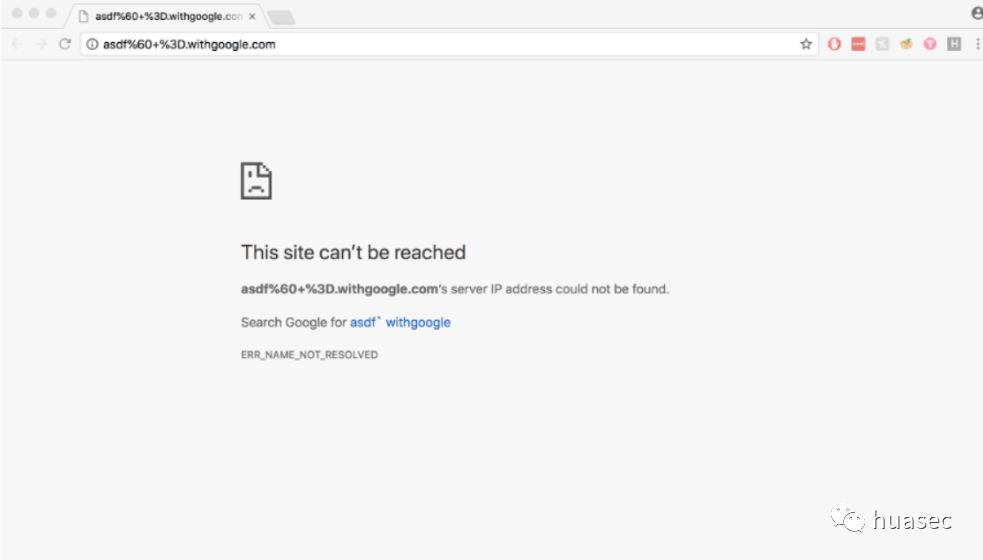 asdf%60+%3D.withgoogle.com
asdf%60+%3D.withgoogle.com
This site can’t be reached
asdf%60+%3D.withgoogle.com’s server IP address could not be found.
Search Google for asdf` withgoogle
ERR_NAME_NOT_RESOLVED
huasec